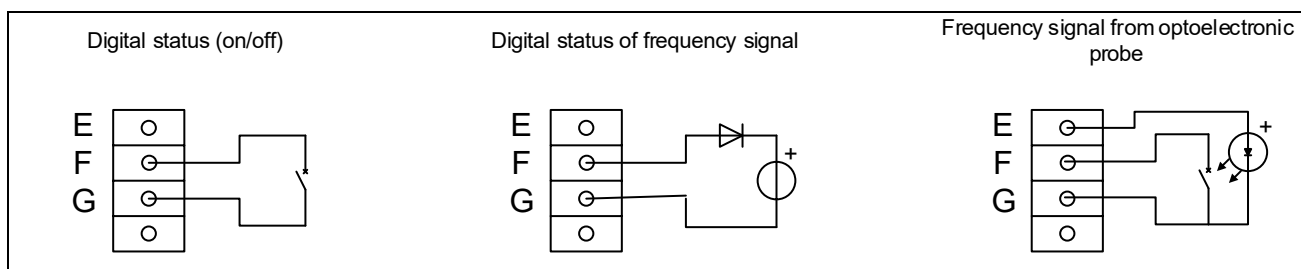 Digital status (on/off)
E
F
G
Digital status of frequency signal
E
F
G
+
Frequency signal from optoelectronic
probe
E
F
G
+